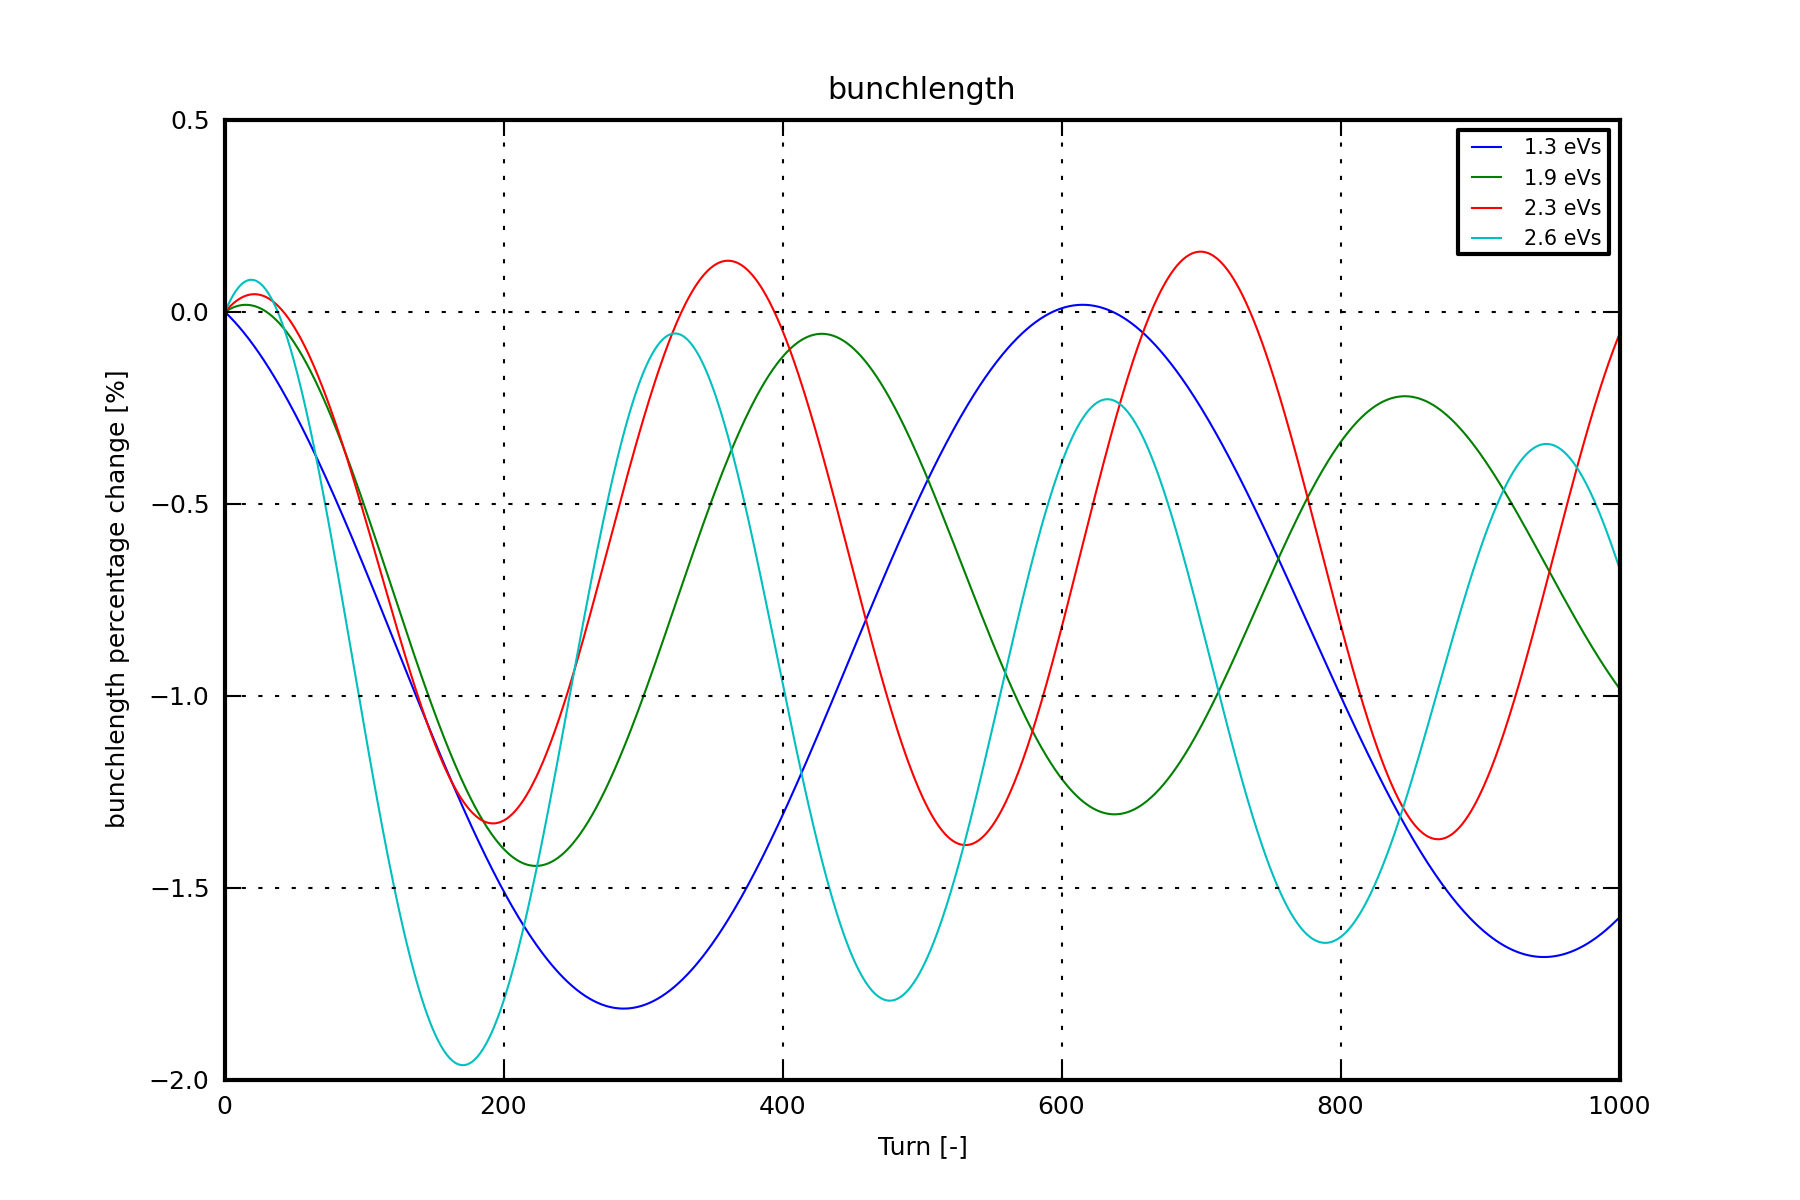 bunchlength
0.5
0.0
−0.5
−1.0
−1.5
−2.0
bunchlength percentage change [%]
1.3 eVs
1.9 eVs
2.3 eVs
2.6 eVs
0 200 400 600 800 1000
Turn [-]